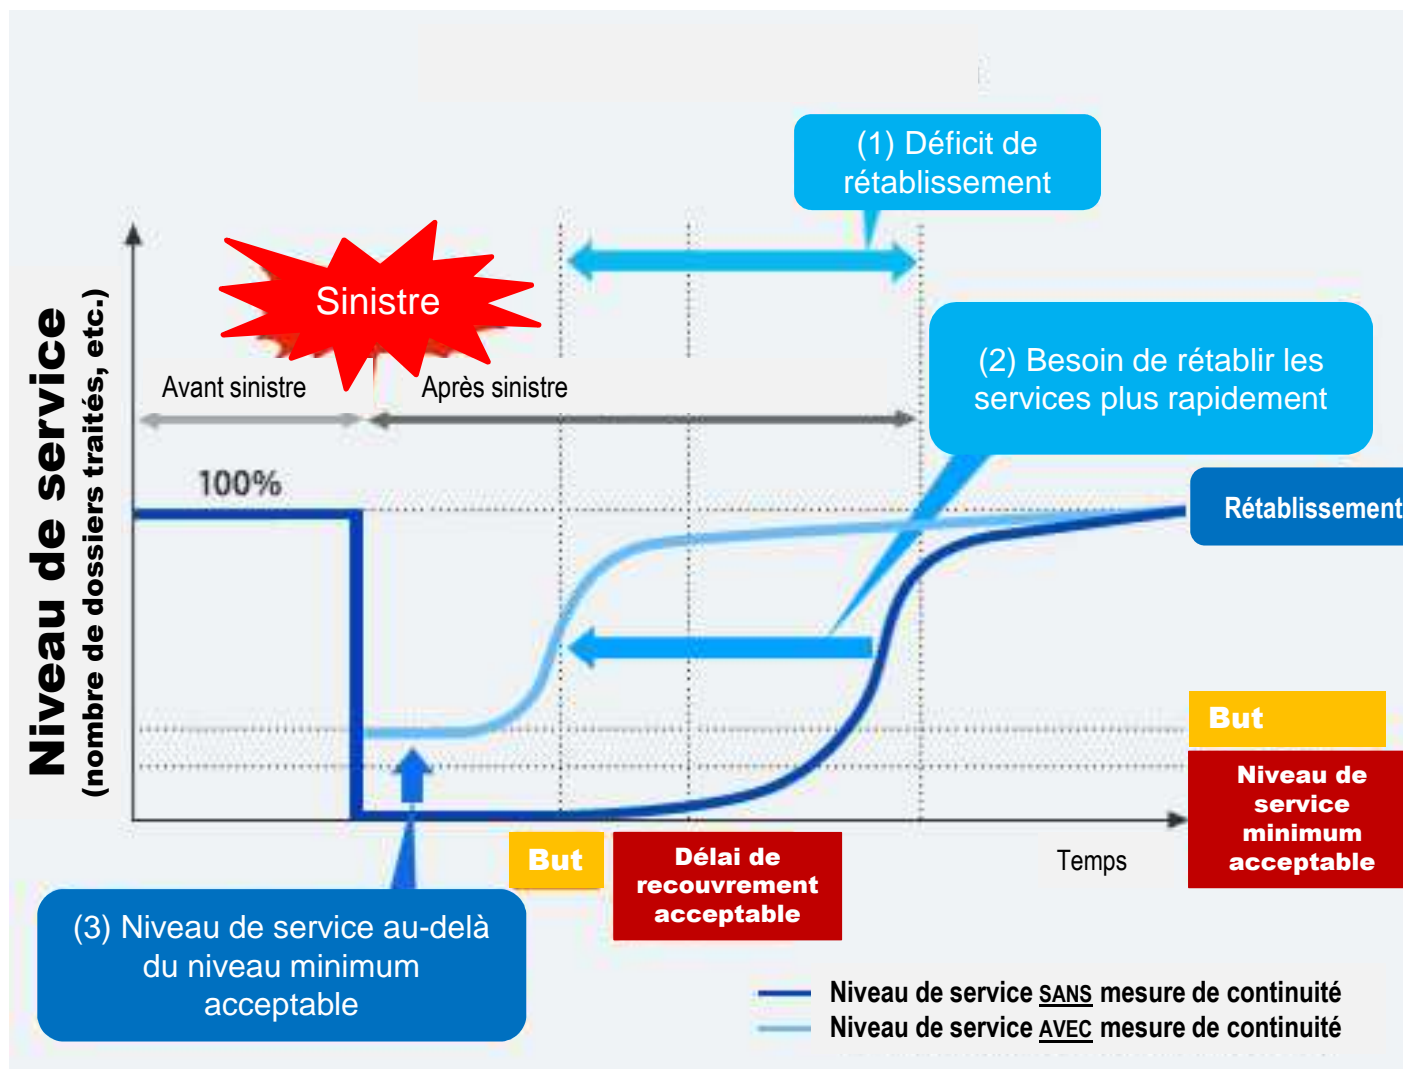 (1) Déficit de
rétablissement
Sinistre
(2) Besoin de rétablir les
services plus rapidement
Avant sinistre
Après sinistre
100%
Rétablissement
Niveau de service
(nombre de dossiers traités, etc.)
But
Niveau de
service
minimum
acceptable
But
Délai de
recouvrement
acceptable
Temps
(3) Niveau de service au-delà
du niveau minimum
acceptable
Niveau de service SANS mesure de continuité
Niveau de service AVEC mesure de continuité